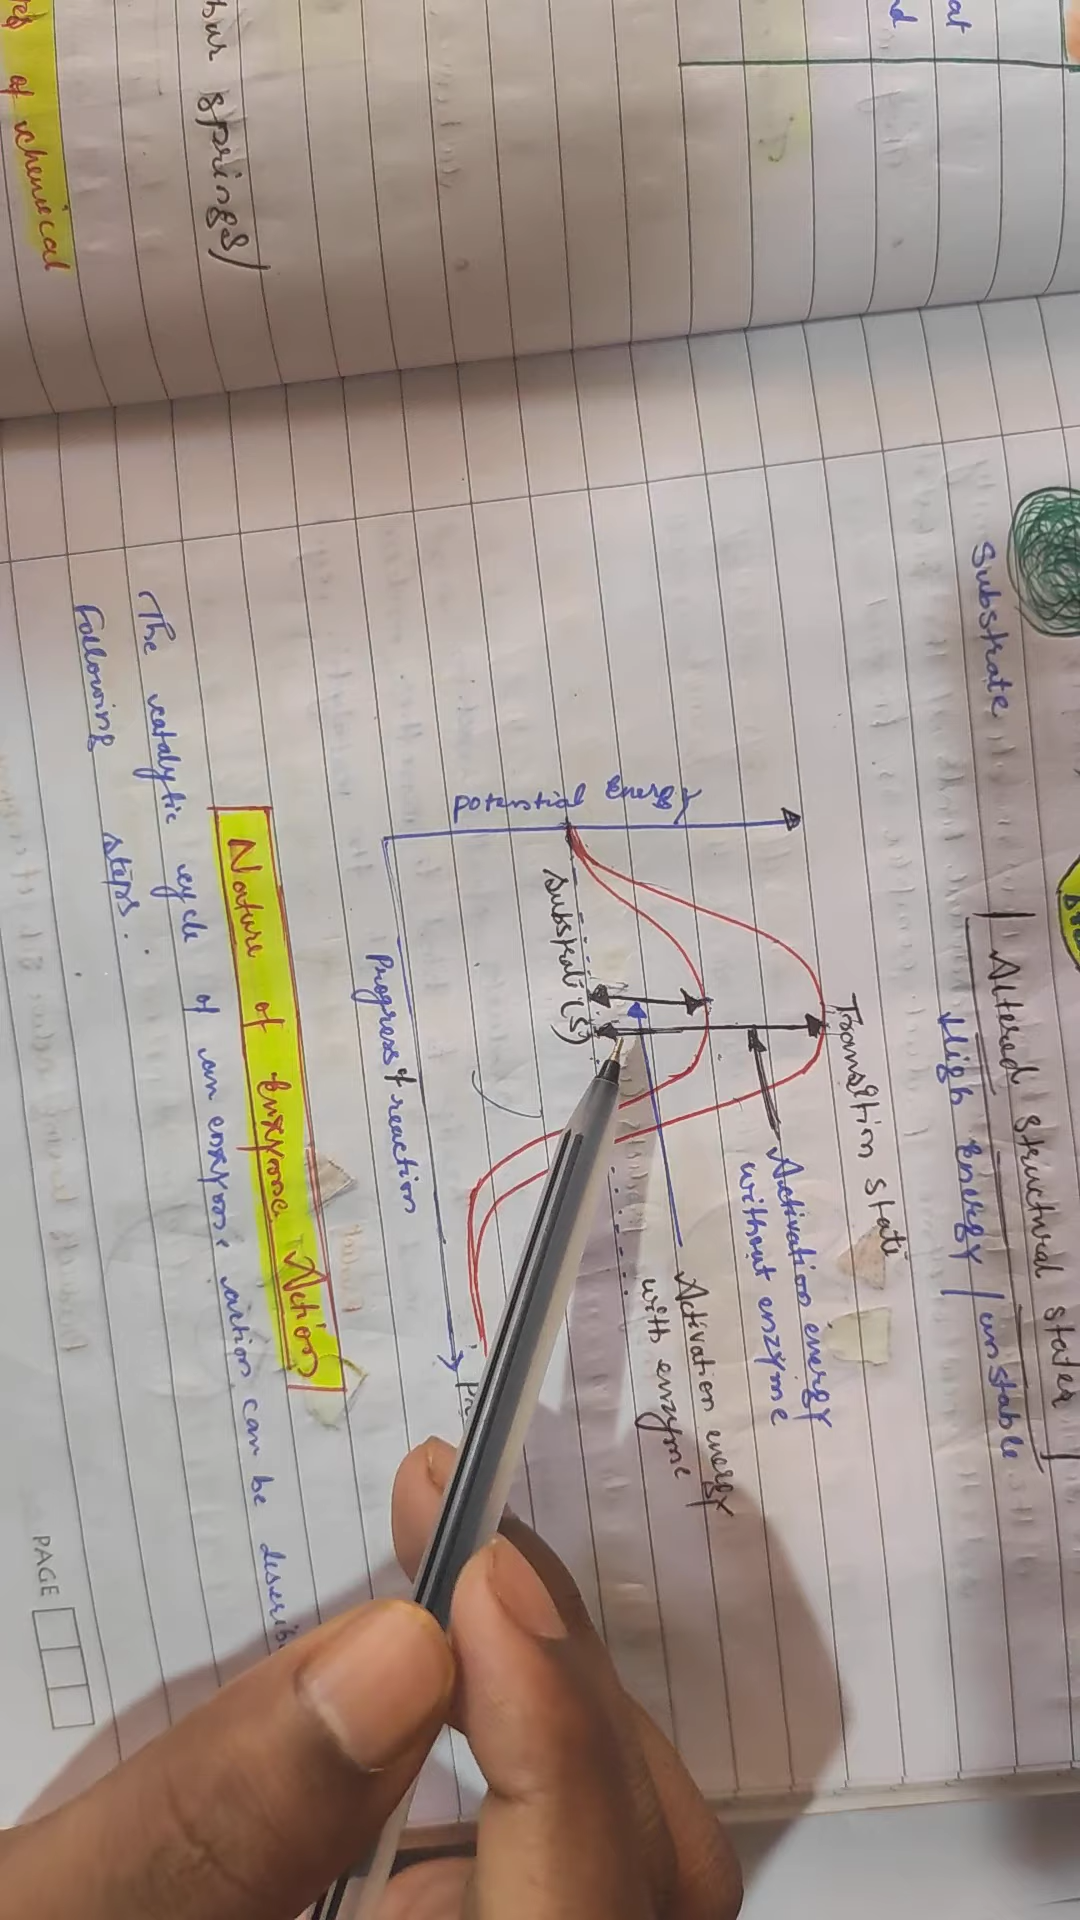 Substrate
Altered structural states
High Energy / unstable
Transition state
Activation energy
without enzyme
Activation energy
with enzyme
potential Energy
Substrate (S)
Progress of reaction
Nature of Enzyme Action
The catalytic cycle of an enzyme action can be
following steps.
PAGE
of chemical
springs)